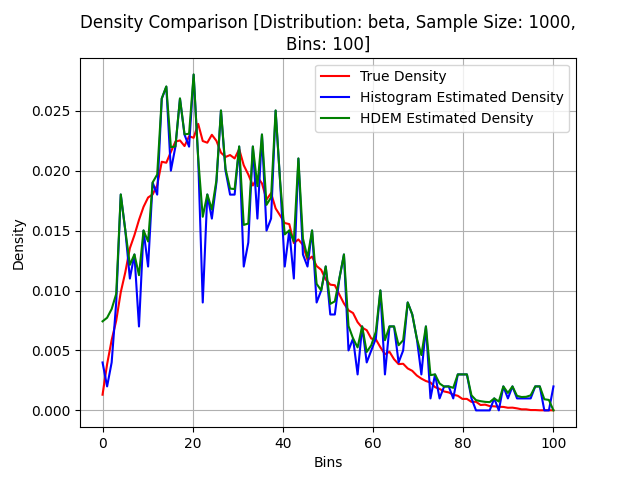 Density Comparison [Distribution: beta, Sample Size: 1000,
Bins: 100]
True Density
Histogram Estimated Density
HDEM Estimated Density
Density
0.025
0.020
0.015
0.010
0.005
0.000
0 20 40 60 80 100
Bins